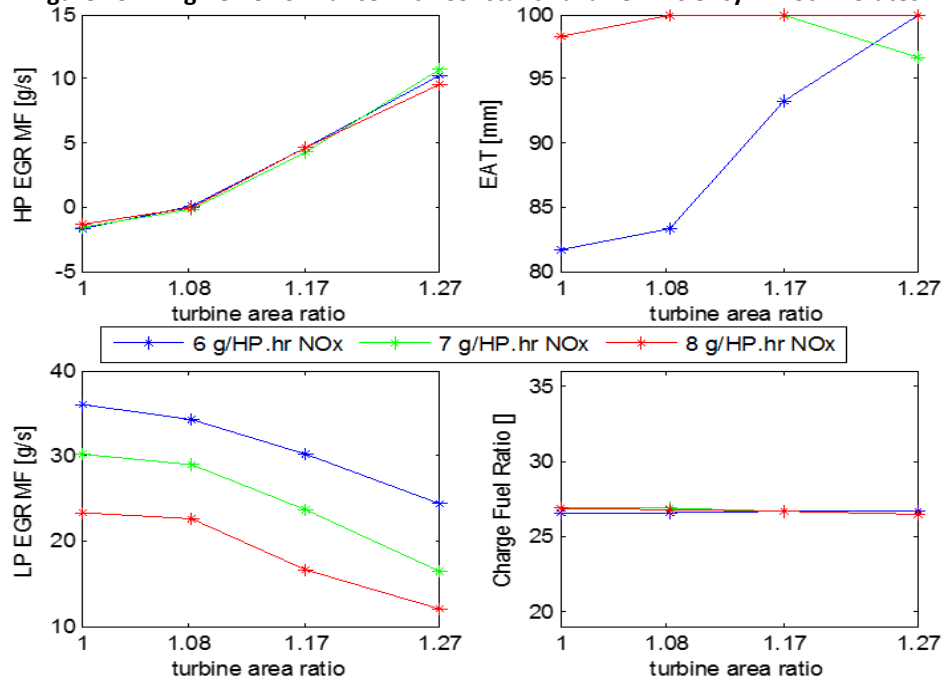 15
10
5
0
-5
HP EGR MF [g/s]
1 1.08 1.17 1.27
turbine area ratio
100
95
90
85
80
EAT [mm]
1 1.08 1.17 1.27
turbine area ratio
6 g/HP.hr NOx 7 g/HP.hr NOx 8 g/HP.hr NOx
40
30
20
10
LP EGR MF [g/s]
1 1.08 1.17 1.27
turbine area ratio
35
30
25
20
Charge Fuel Ratio []
1 1.08 1.17 1.27
turbine area ratio